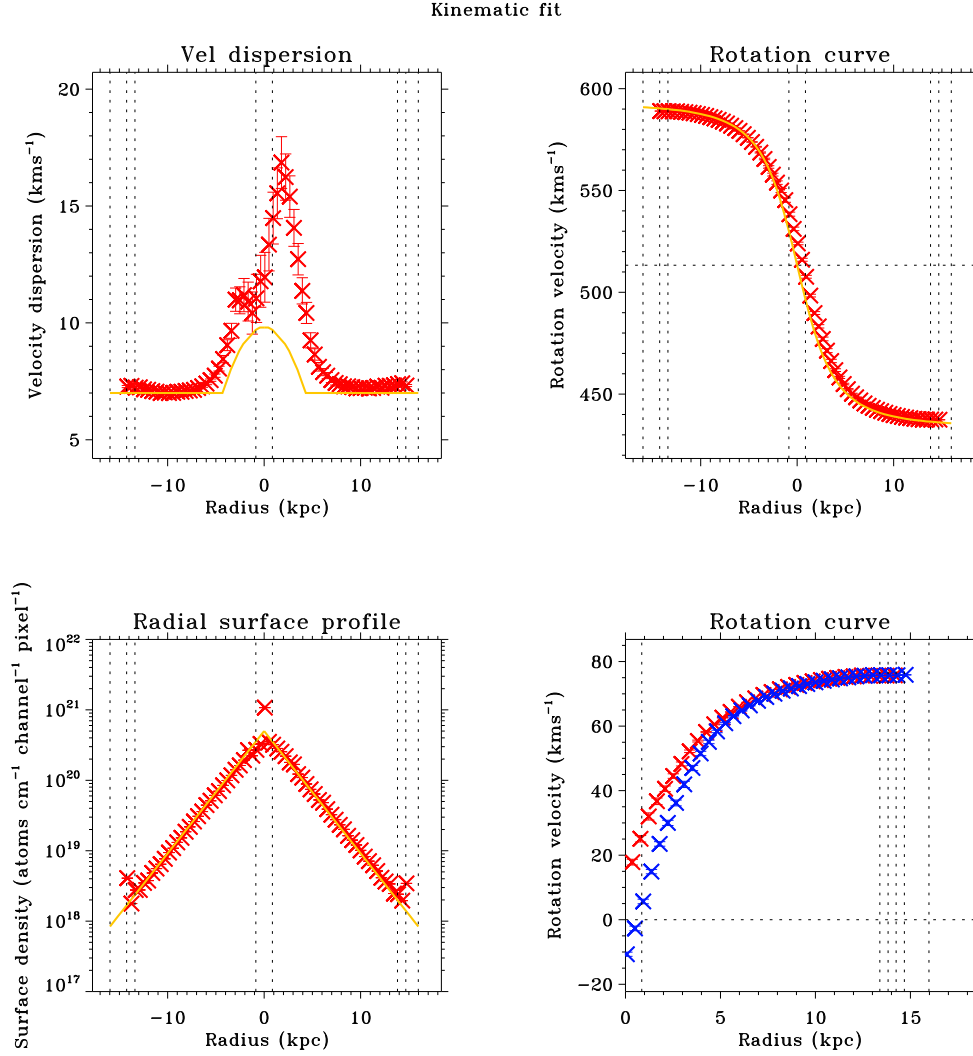 Kinematic fit
Vel dispersion
Velocity dispersion (kms⁻¹)
20
15
10
5
−10 0 10
Radius (kpc)
Rotation curve
Rotation velocity (kms⁻¹)
600
550
500
450
−10 0 10
Radius (kpc)
Radial surface profile
Surface density (atoms cm⁻¹ channel⁻¹ pixel⁻¹)
10²²
10²¹
10²⁰
10¹⁹
10¹⁸
10¹⁷
−10 0 10
Radius (kpc)
Rotation curve
Rotation velocity (kms⁻¹)
80
60
40
20
0
−20
0 5 10 15
Radius (kpc)